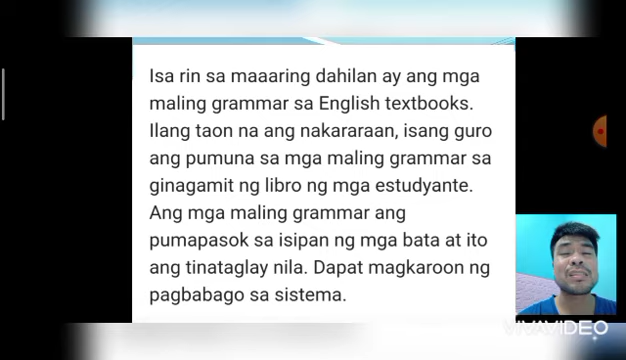 Isa rin sa maaaring dahilan ay ang mga
maling grammar sa English textbooks.
Ilang taon na ang nakararaan, isang guro
ang pumuna sa mga maling grammar sa
ginagamit ng libro ng mga estudyante.
Ang mga maling grammar ang
pumapasok sa isipan ng mga bata at ito
ang tinataglay nila. Dapat magkaroon ng
pagbabago sa sistema.
VIVAVIDEO